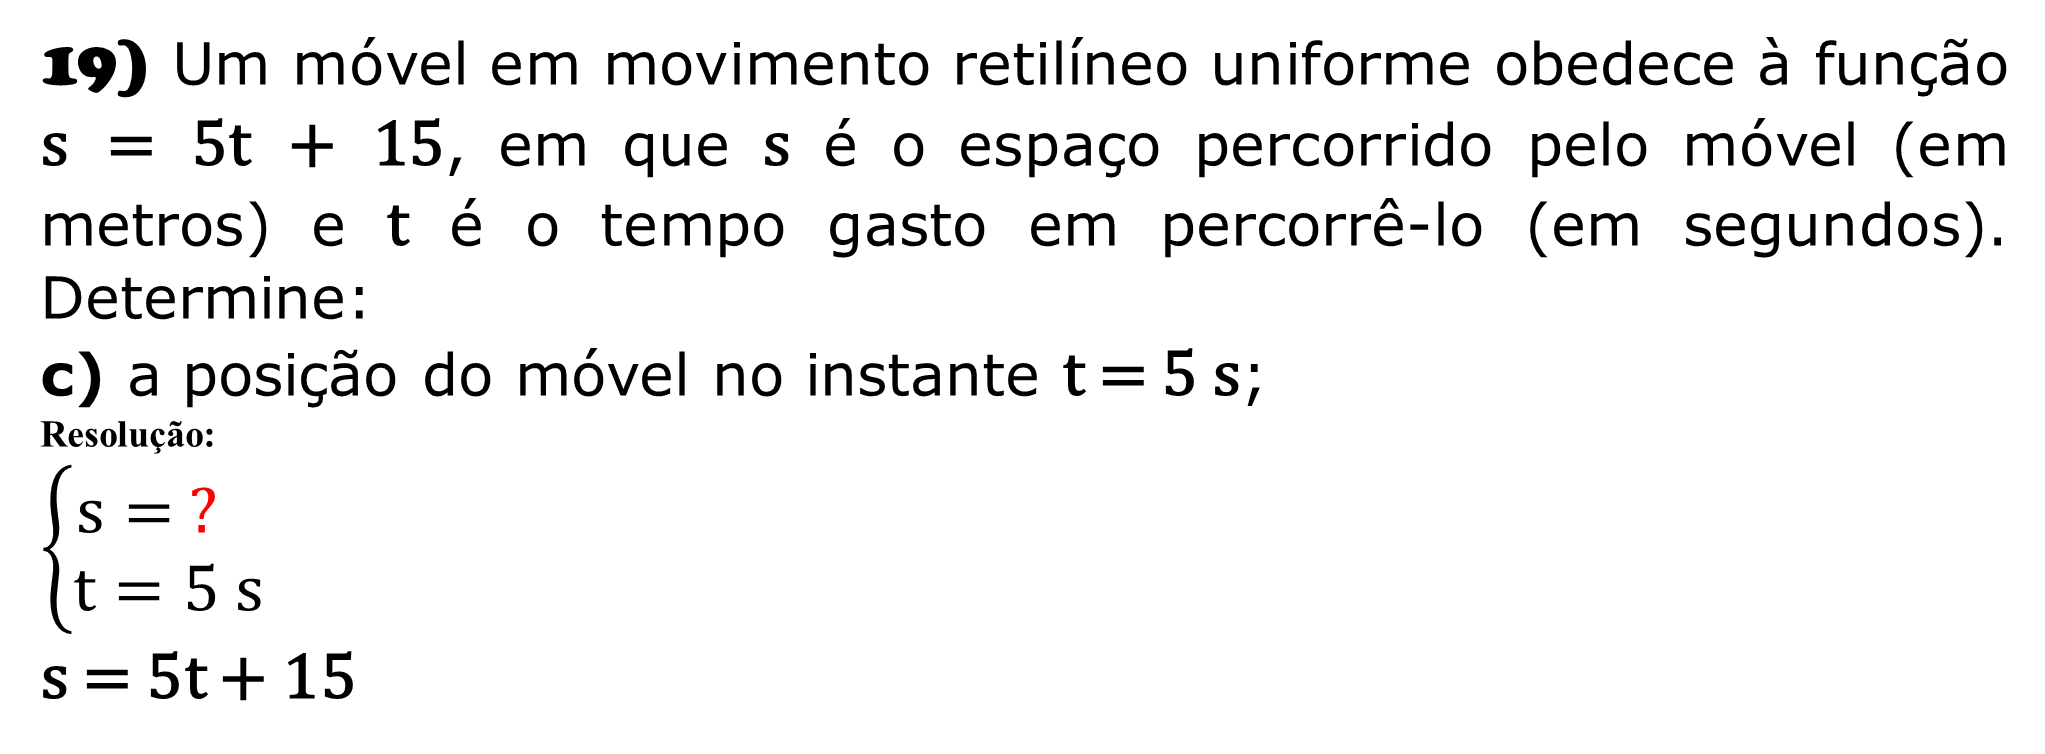 19) Um móvel em movimento retilíneo uniforme obedece à função
s = 5t + 15, em que s é o espaço percorrido pelo móvel (em
metros) e t é o tempo gasto em percorrê-lo (em segundos).
Determine:
c) a posição do móvel no instante t = 5 s;
Resolução:
s = ?
t = 5 s
s = 5t + 15